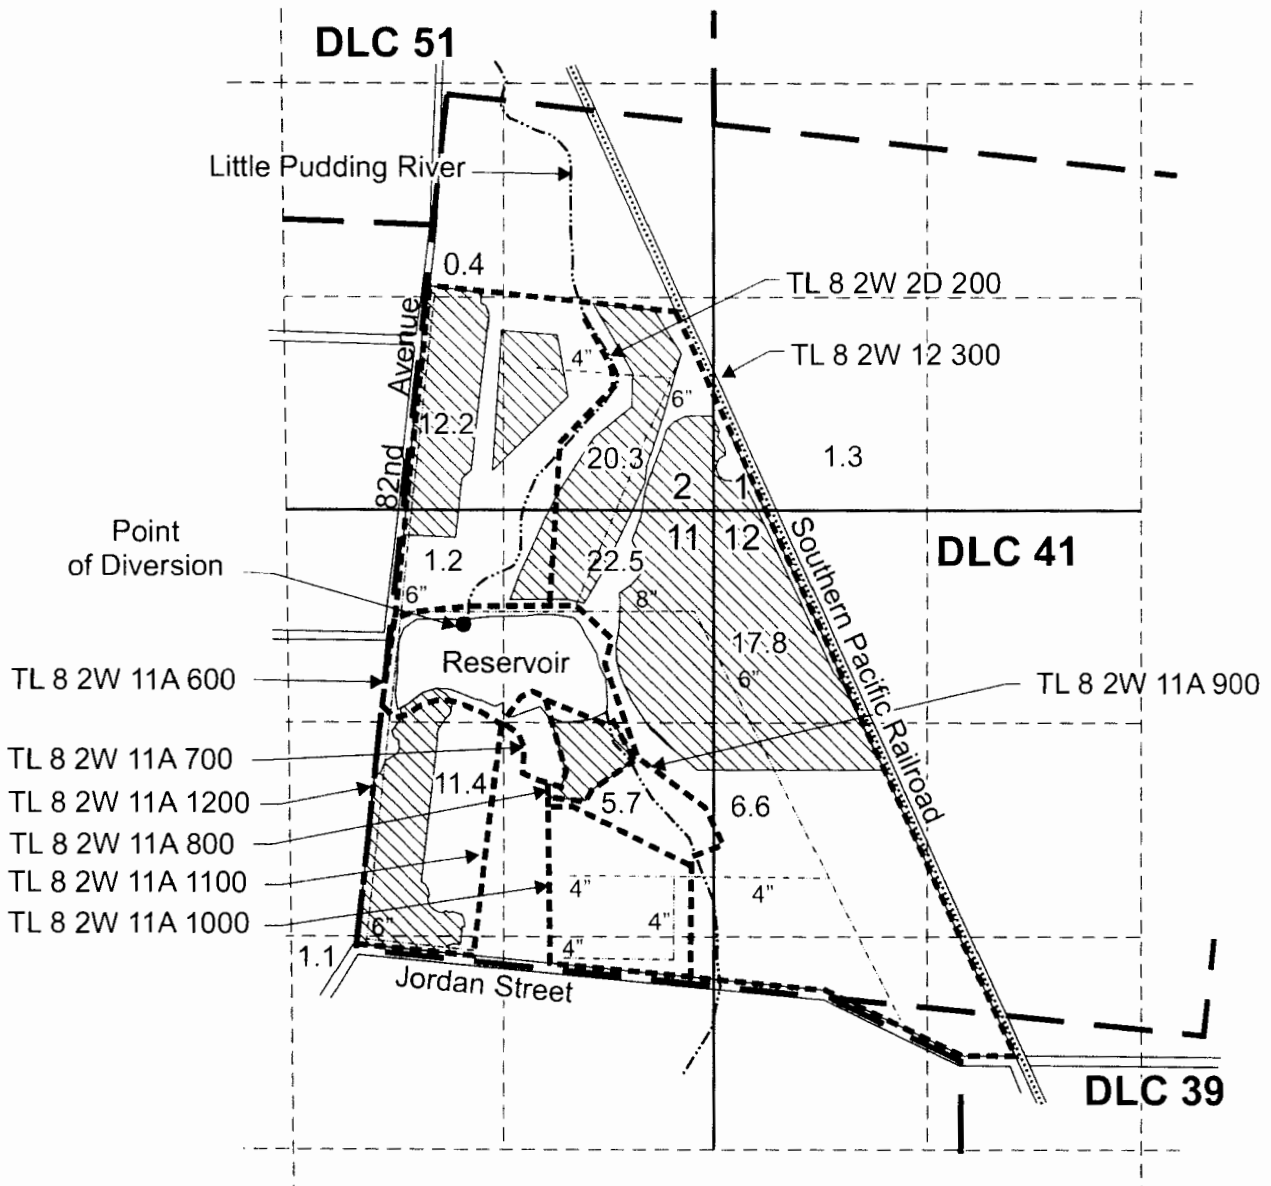 DLC 51
Little Pudding River
0.4
TL 8 2W 2D 200
TL 8 2W 12 300
Avenue
4"
6"
12.2
20.3
1.3
82nd
2
1
Point
of Diversion
11
12
DLC 41
1.2
22.5
6"
8"
Southern Pacific Railroad
17.8
Reservoir
6"
TL 8 2W 11A 600
TL 8 2W 11A 900
TL 8 2W 11A 700
11.4
TL 8 2W 11A 1200
5.7
6.6
TL 8 2W 11A 800
TL 8 2W 11A 1100
4"
4"
TL 8 2W 11A 1000
6"
4"
4"
1.1
Jordan Street
DLC 39